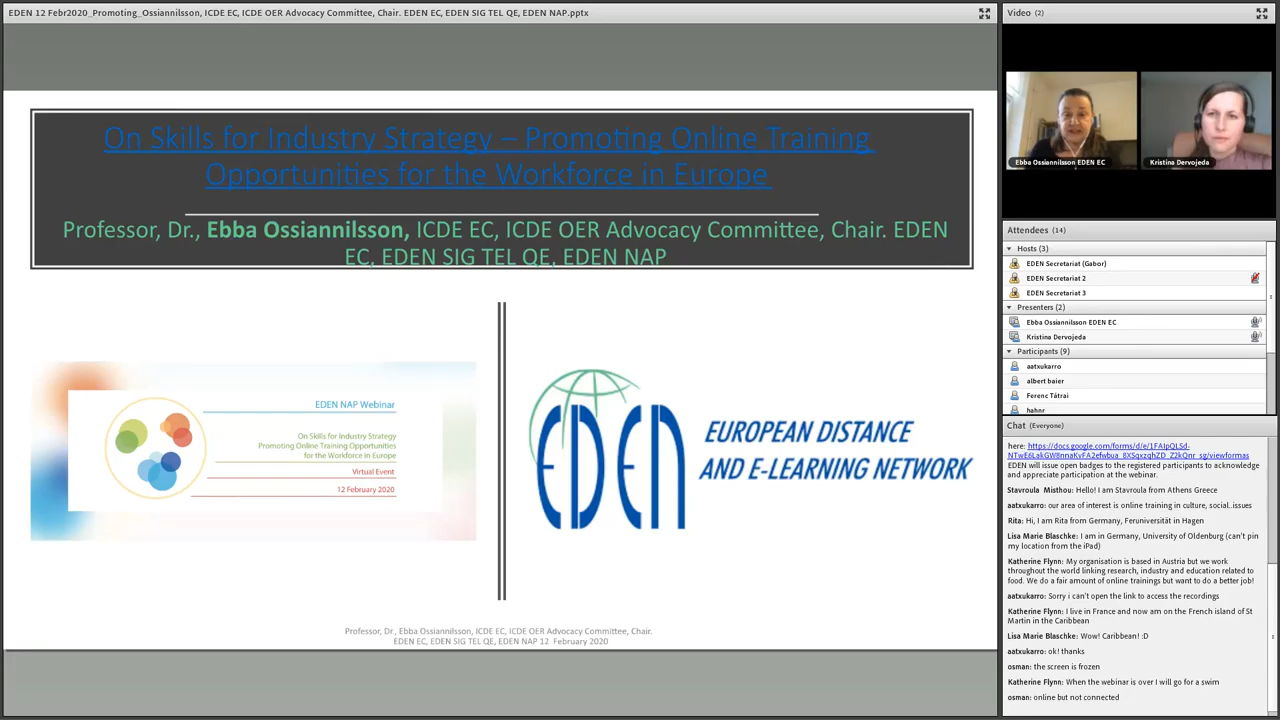 EDEN 12 Febr2020_Promoting_Ossiannilsson, ICDE EC, ICDE OER Advocacy Committee, Chair. EDEN EC, EDEN SIG TEL QE, EDEN NAP.pptx
On Skills for Industry Strategy – Promoting Online Training
Opportunities for the Workforce in Europe
Professor, Dr., Ebba Ossiannilsson, ICDE EC, ICDE OER Advocacy Committee, Chair. EDEN
EC, EDEN SIG TEL QE, EDEN NAP
EDEN NAP Webinar
On Skills for Industry Strategy
Promoting Online Training Opportunities
for the Workforce in Europe
Virtual Event
12 February 2020
EDEN
EUROPEAN DISTANCE
AND E-LEARNING NETWORK
Professor, Dr., Ebba Ossiannilsson, ICDE EC, ICDE OER Advocacy Committee, Chair.
EDEN EC, EDEN SIG TEL QE, EDEN NAP 12 February 2020
Video (2)
Ebba Ossiannilsson EDEN EC
Kristina Dervojeda
Attendees (14)
Hosts (3)
EDEN Secretariat (Gabor)
EDEN Secretariat 2
EDEN Secretariat 3
Presenters (2)
Ebba Ossiannilsson EDEN EC
Kristina Dervojeda
Participants (9)
aatxukarro
albert baier
Ferenc Tátrai
hahnr
Chat (Everyone)
here: https://docs.google.com/forms/d/e/1FAIpQLSd-
EDEN will issue open badges to the registered participants to acknowledge
and appreciate participation at the webinar.
Stavroula Misthou: Hello! I am Stavroula from Athens Greece
aatxukarro: our area of interest is online training in culture, social..issues
Rita: Hi, I am Rita from Germany, Feruniversität in Hagen
Lisa Marie Blaschke: I am in Germany, University of Oldenburg (can't pin
my location from the iPad)
Katherine Flynn: My organisation is based in Austria but we work
throughout the world linking research, industry and education related to
food. We do a fair amount of online trainings but want to do a better job!
aatxukarro: Sorry i can't open the link to access the recordings
Katherine Flynn: I live in France and now am on the French island of St
Martin in the Caribbean
Lisa Marie Blaschke: Wow! Caribbean! :D
aatxukarro: ok! thanks
osman: the screen is frozen
Katherine Flynn: When the webinar is over I will go for a swim
osman: online but not connected